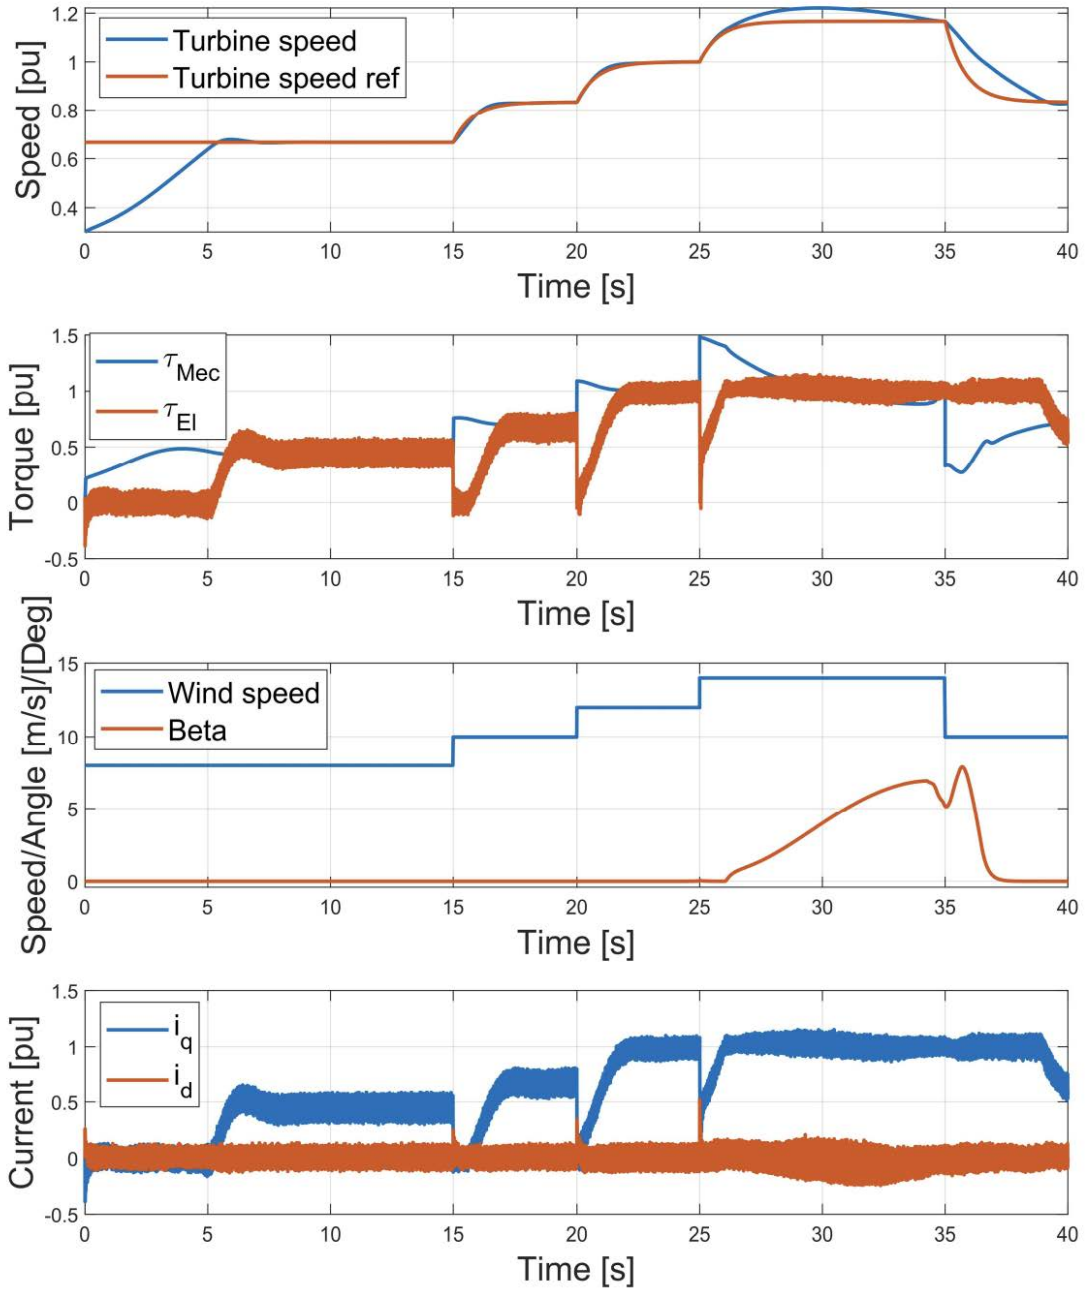 Speed [pu]
1.2
1
0.8
0.6
0.4
Turbine speed
Turbine speed ref
0 5 10 15 20 25 30 35 40
Time [s]
Torque [pu]
1.5
1
0.5
0
-0.5
τ_Mec
τ_El
0 5 10 15 20 25 30 35 40
Time [s]
Speed/Angle [m/s]/[Deg]
15
10
5
0
Wind speed
Beta
0 5 10 15 20 25 30 35 40
Time [s]
Current [pu]
1.5
1
0.5
0
-0.5
i_q
i_d
0 5 10 15 20 25 30 35 40
Time [s]